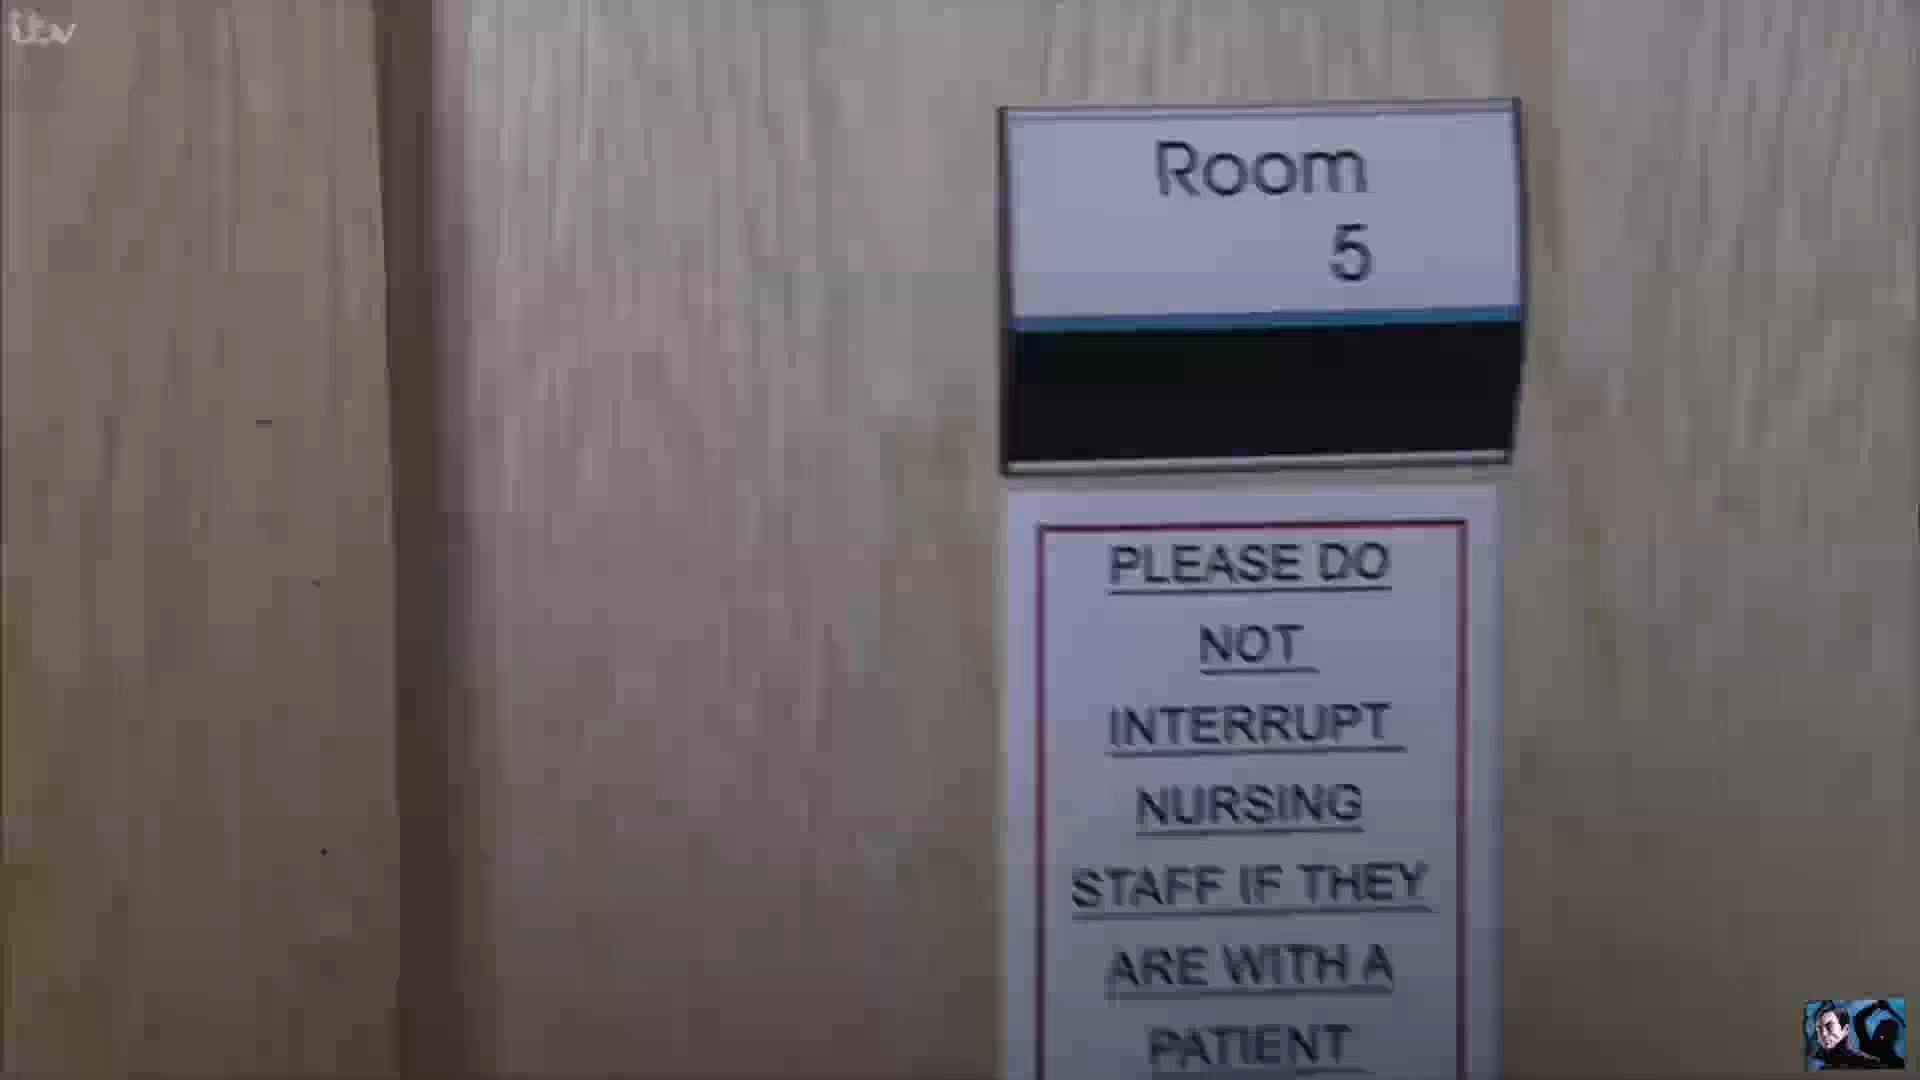 itv
Room
5
PLEASE DO
NOT
INTERRUPT
NURSING
STAFF IF THEY
ARE WITH A
PATIENT